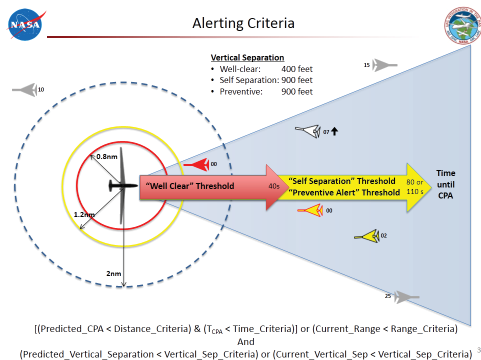 NASA
Alerting Criteria
Vertical Separation
• Well-clear: 400 feet
• Self Separation: 900 feet
• Preventive: 900 feet
15
10
07
0.8nm
00
"Well Clear" Threshold
40s
"Self Separation" Threshold
"Preventive Alert" Threshold
80 or
110 s
Time
until
CPA
1.2nm
00
02
2nm
25
[(Predicted_CPA < Distance_Criteria) & (TCPA < Time_Criteria)] or (Current_Range < Range_Criteria)
And
(Predicted_Vertical_Separation < Vertical_Sep_Criteria) or (Current_Vertical_Sep < Vertical_Sep_Criteria)
3